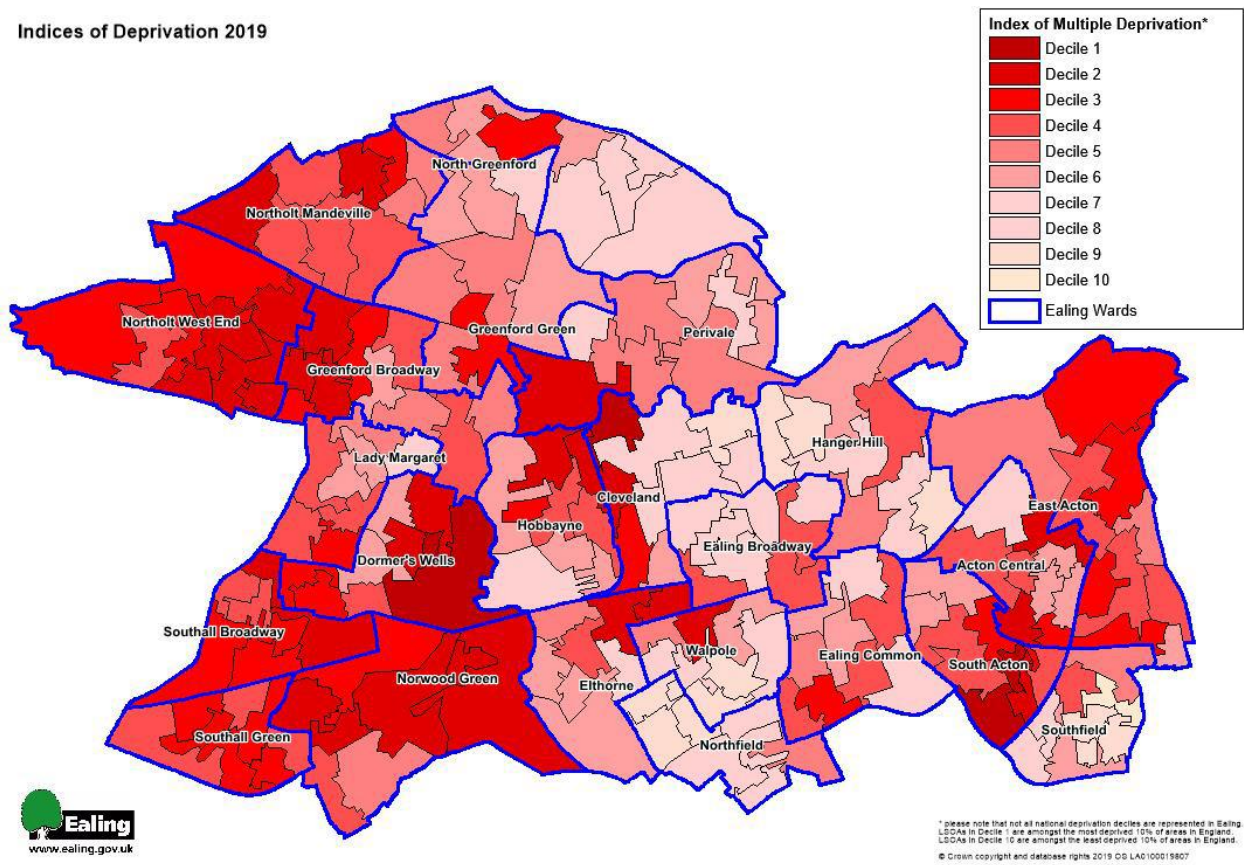 Indices of Deprivation 2019
Index of Multiple Deprivation*
Decile 1
Decile 2
Decile 3
Decile 4
Decile 5
Decile 6
Decile 7
Decile 8
Decile 9
Decile 10
Ealing Wards
North Greenford
Northolt Mandeville
Northolt West End
Greenford Green
Perivale
Greenford Broadway
Hanger Hill
Lady Margaret
Cleveland
East Acton
Hobbayne
Ealing Broadway
Dormer's Wells
Acton Central
Southall Broadway
Walpole
Ealing Common
South Acton
Norwood Green
Elthorne
Southall Green
Northfield
Southfield
Ealing
www.ealing.gov.uk
* please note that not all national deprivation deciles are represented in Ealing.
LSOAs in Decile 1 are amongst the most deprived 10% of areas in England.
LSOAs in Decile 10 are amongst the least deprived 10% of areas in England.
© Crown copyright and database rights 2019 OS LA0100019807